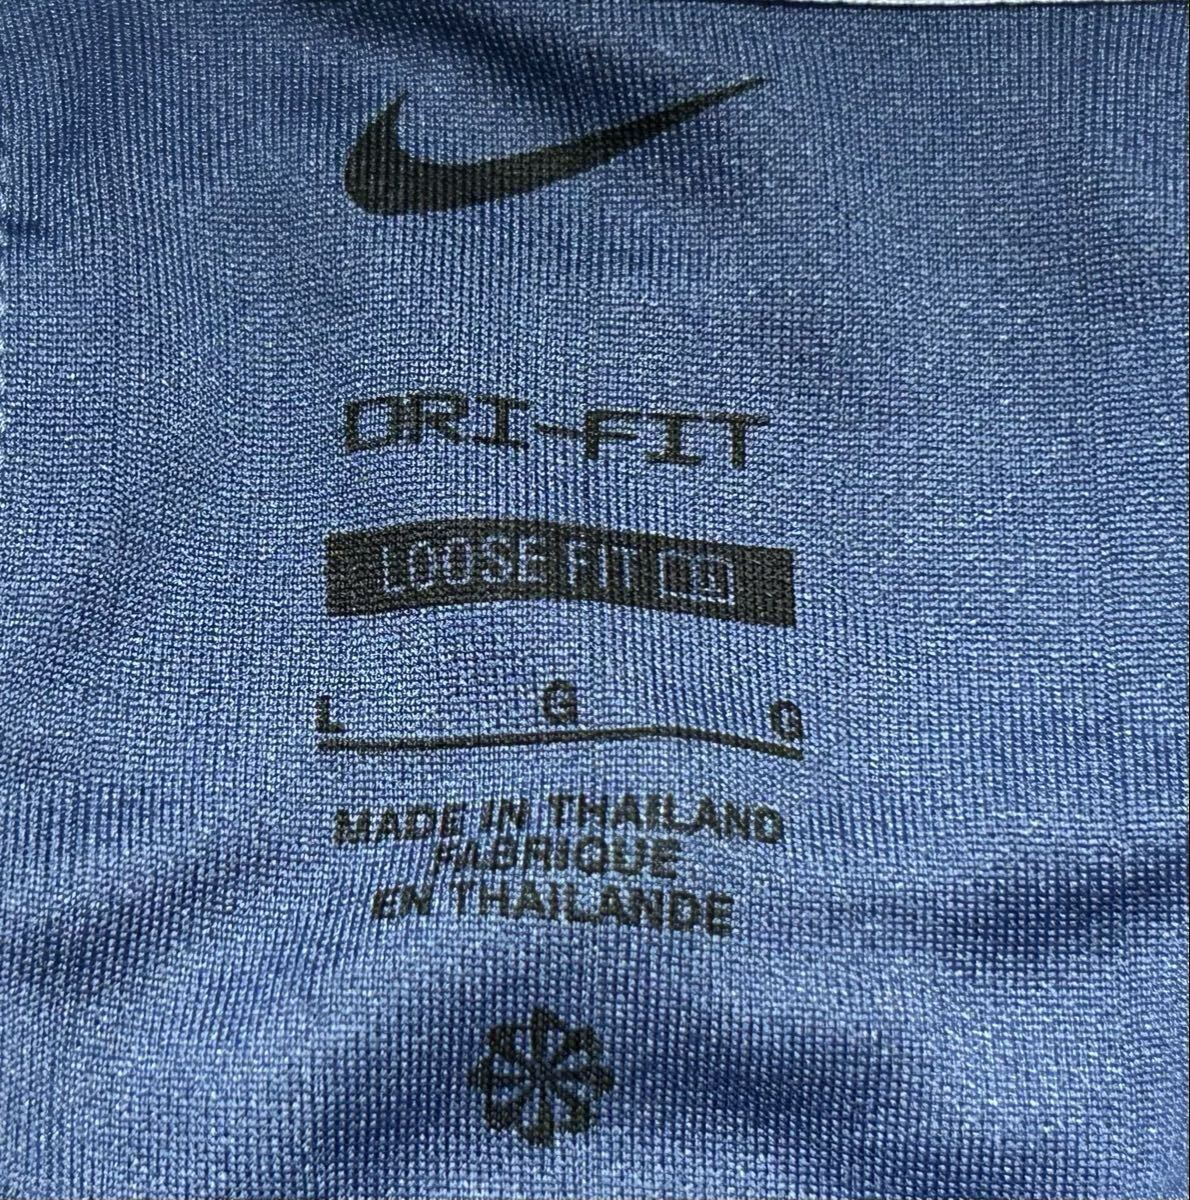 DRI-FIT
LOOSE FIT
L G G
MADE IN THAILAND
FABRIQUE
EN THAILANDE